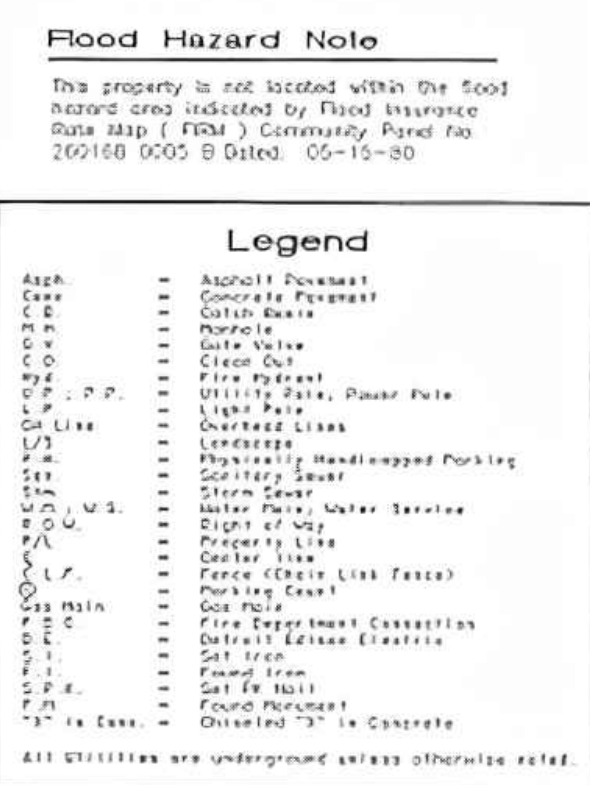 Flood Hazard Note
This property is not located within the flood
hazard area indicated by Flood Insurance
Rate Map ( FIRM ) Community Panel No.
260168 0005 B Dated: 05-15-80
Legend
Asph. = Asphalt Pavement
Conc = Concrete Pavement
C.B. = Catch Basin
M.H. = Manhole
G.V. = Gate Valve
C.O. = Clean Out
Hyd. = Fire Hydrant
U.P.; P.P. = Utility Pole, Power Pole
L.P. = Light Pole
OH Line = Overhead Lines
L/S = Landscape
P.H. = Physically Handicapped Parking
San. = Sanitary Sewer
Stm = Storm Sewer
W.M., W.S. = Water Main, Water Service
R.O.W. = Right of Way
P/L = Property Line
= Center Line
C.L.F. = Fence (Chain Link Fence)
= Parking Count
Gas Main = Gas Main
F.D.C. = Fire Department Connection
D.E. = Detroit Edison Electric
S.I. = Set Iron
F.I. = Found Iron
S.P.K. = Set PK Nail
F.M = Found Monument
"X" in Conc. = Chiseled "X" in Concrete
All Utilities are underground unless otherwise noted.